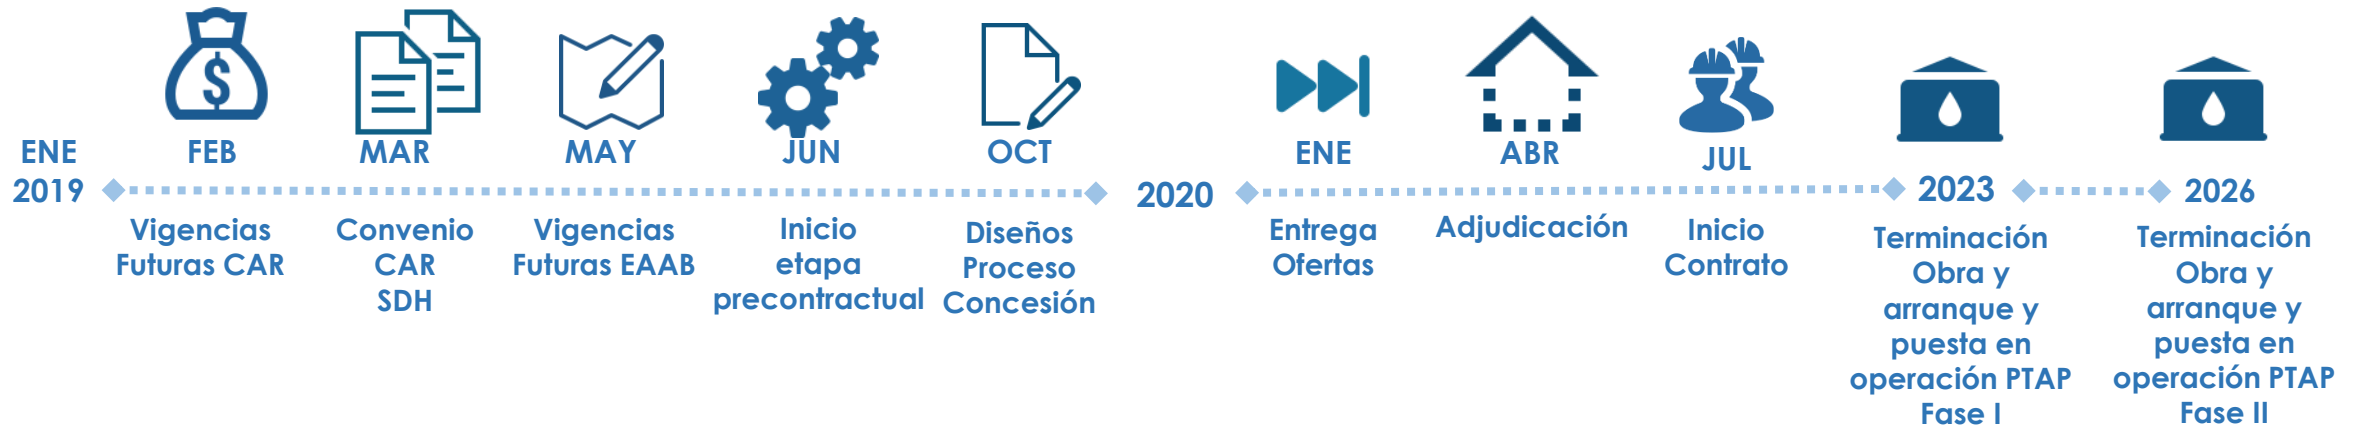 ENE
2019
FEB
Vigencias
Futuras CAR
MAR
Convenio
CAR
SDH
MAY
Vigencias
Futuras EAAB
JUN
Inicio
etapa
precontractual
OCT
Diseños
Proceso
Concesión
2020
ENE
Entrega
Ofertas
ABR
Adjudicación
JUL
Inicio
Contrato
2023
Terminación
Obra y
arranque y
puesta en
operación PTAP
Fase I
2026
Terminación
Obra y
arranque y
puesta en
operación PTAP
Fase II